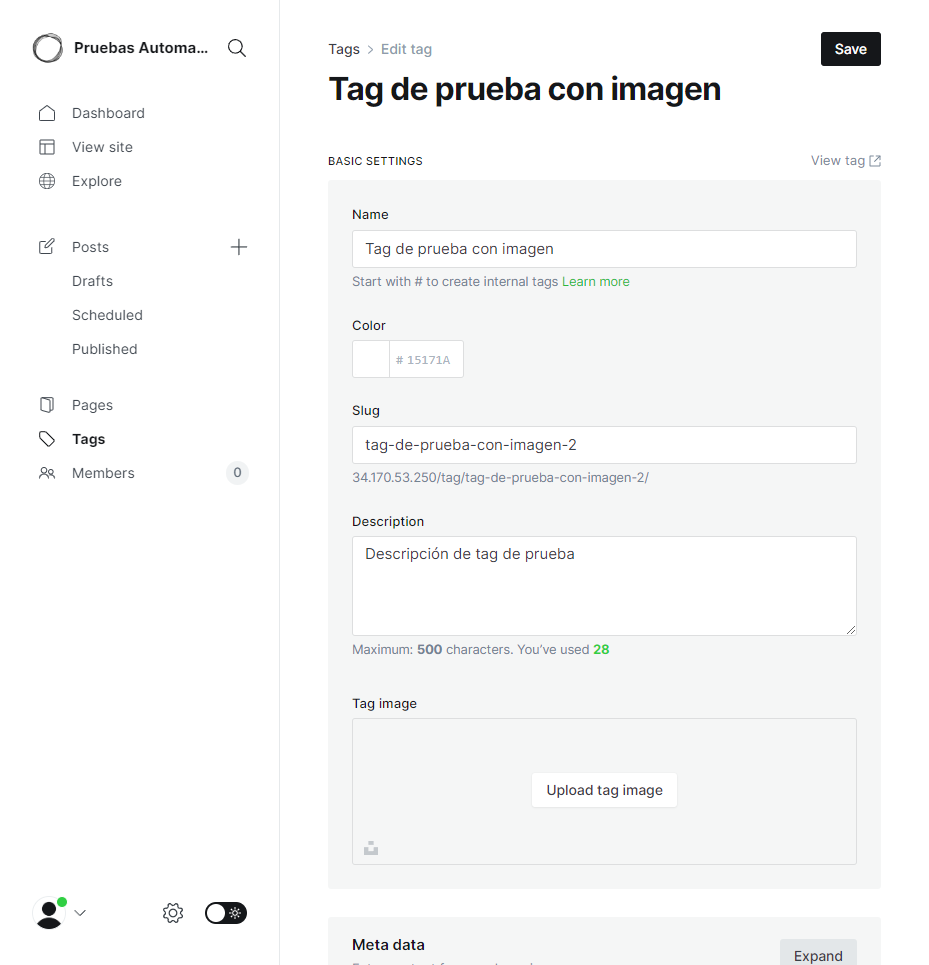 Pruebas Automa...
Dashboard
View site
Explore
Posts
Drafts
Scheduled
Published
Pages
Tags
Members 0
Tags > Edit tag
Save
Tag de prueba con imagen
BASIC SETTINGS
View tag
Name
Tag de prueba con imagen
Start with # to create internal tags Learn more
Color
# 15171A
Slug
tag-de-prueba-con-imagen-2
34.170.53.250/tag/tag-de-prueba-con-imagen-2/
Description
Descripción de tag de prueba
Maximum: 500 characters. You’ve used 28
Tag image
Upload tag image
Meta data
Expand